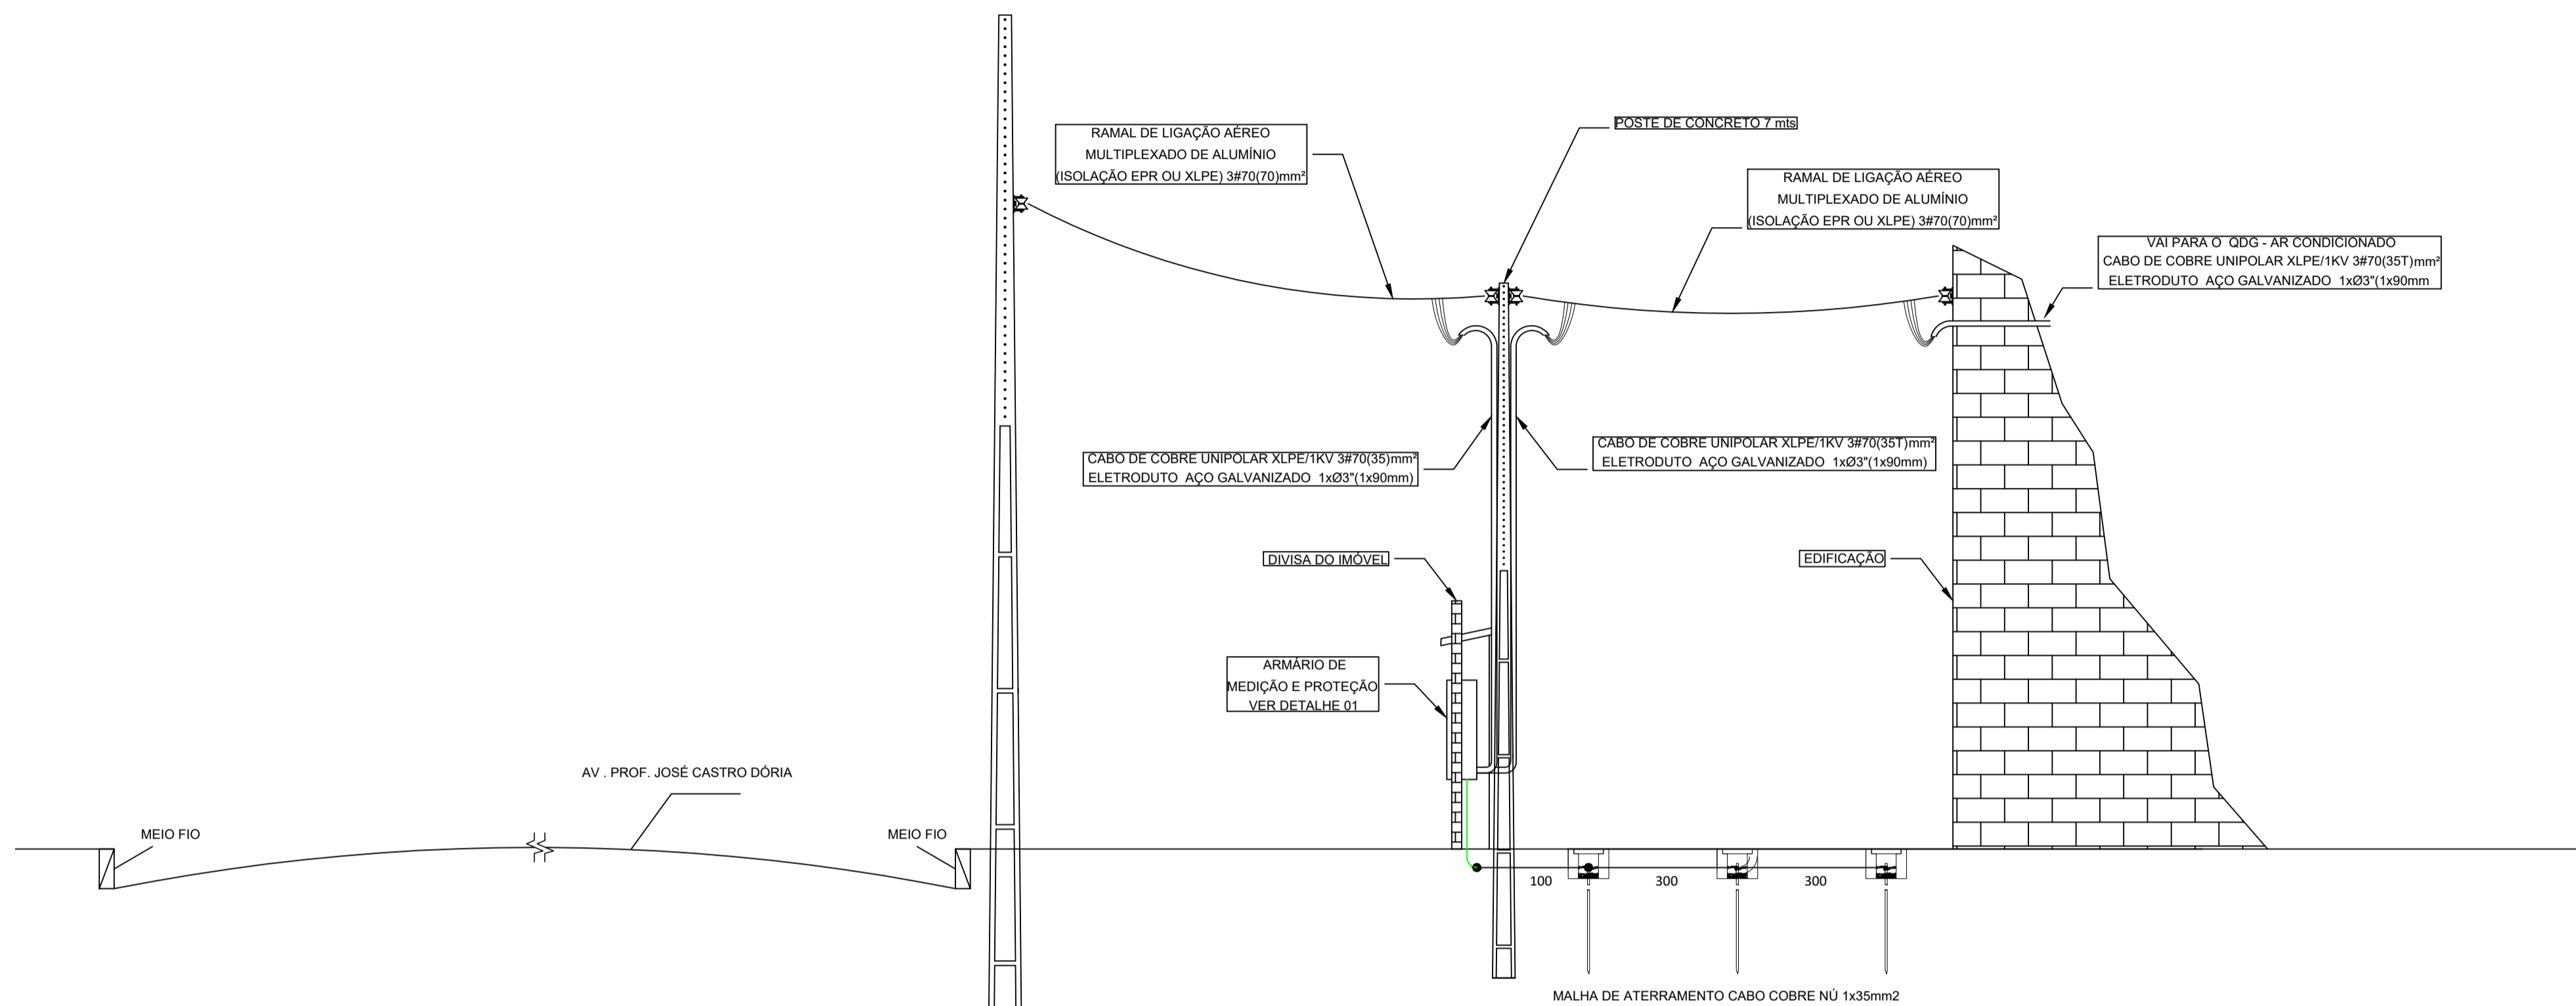 RAMAL DE LIGAÇÃO AÉREO
MULTIPLEXADO DE ALUMÍNIO
(ISOLAÇÃO EPR OU XLPE) 3#70(70)mm²
POSTE DE CONCRETO 7 mts
RAMAL DE LIGAÇÃO AÉREO
MULTIPLEXADO DE ALUMÍNIO
(ISOLAÇÃO EPR OU XLPE) 3#70(70)mm²
VAI PARA O QDG - AR CONDICIONADO
CABO DE COBRE UNIPOLAR XLPE/1KV 3#70(35T)mm²
ELETRODUTO AÇO GALVANIZADO 1xØ3"(1x90mm
CABO DE COBRE UNIPOLAR XLPE/1KV 3#70(35)mm²
ELETRODUTO AÇO GALVANIZADO 1xØ3"(1x90mm)
CABO DE COBRE UNIPOLAR XLPE/1KV 3#70(35T)mm²
ELETRODUTO AÇO GALVANIZADO 1xØ3"(1x90mm)
DIVISA DO IMÓVEL
EDIFICAÇÃO
ARMÁRIO DE
MEDIÇÃO E PROTEÇÃO
VER DETALHE 01
AV . PROF. JOSÉ CASTRO DÓRIA
MEIO FIO
MEIO FIO
100
300
300
MALHA DE ATERRAMENTO CABO COBRE NÚ 1x35mm2